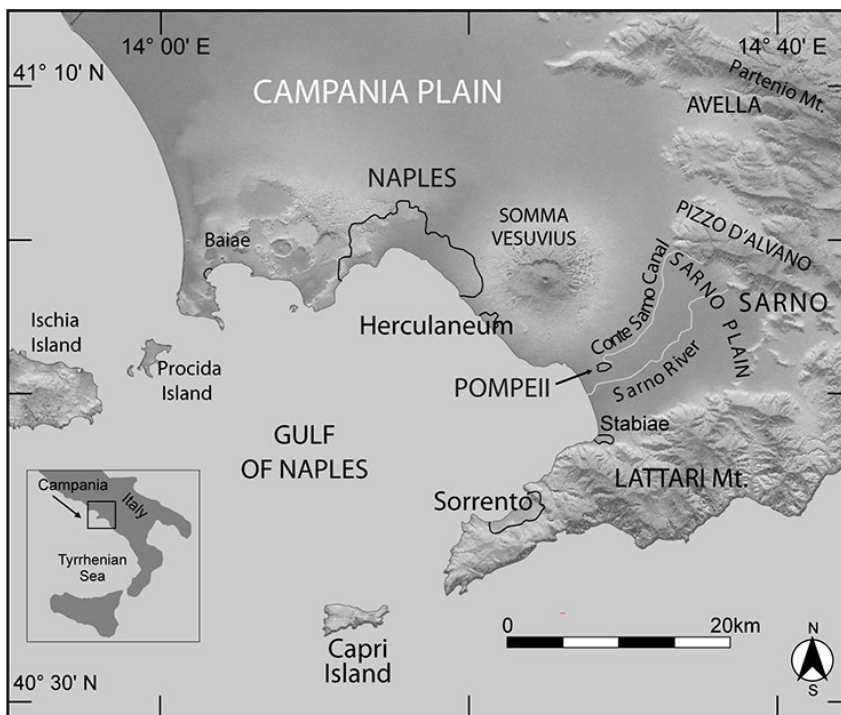 14° 00' E
14° 40' E
41° 10' N
CAMPANIA PLAIN
Partenio Mt.
AVELLA
NAPLES
SOMMA
VESUVIUS
PIZZO D'ALVANO
Baiae
SARNO PLAIN
SARNO
Conte Sarno Canal
Herculaneum
Ischia
Island
Procida
Island
POMPEII
Sarno River
Stabiae
GULF
OF NAPLES
LATTARI Mt.
Sorrento
Campania
Italy
Tyrrhenian
Sea
0
20km
Capri
Island
N
S
40° 30' N